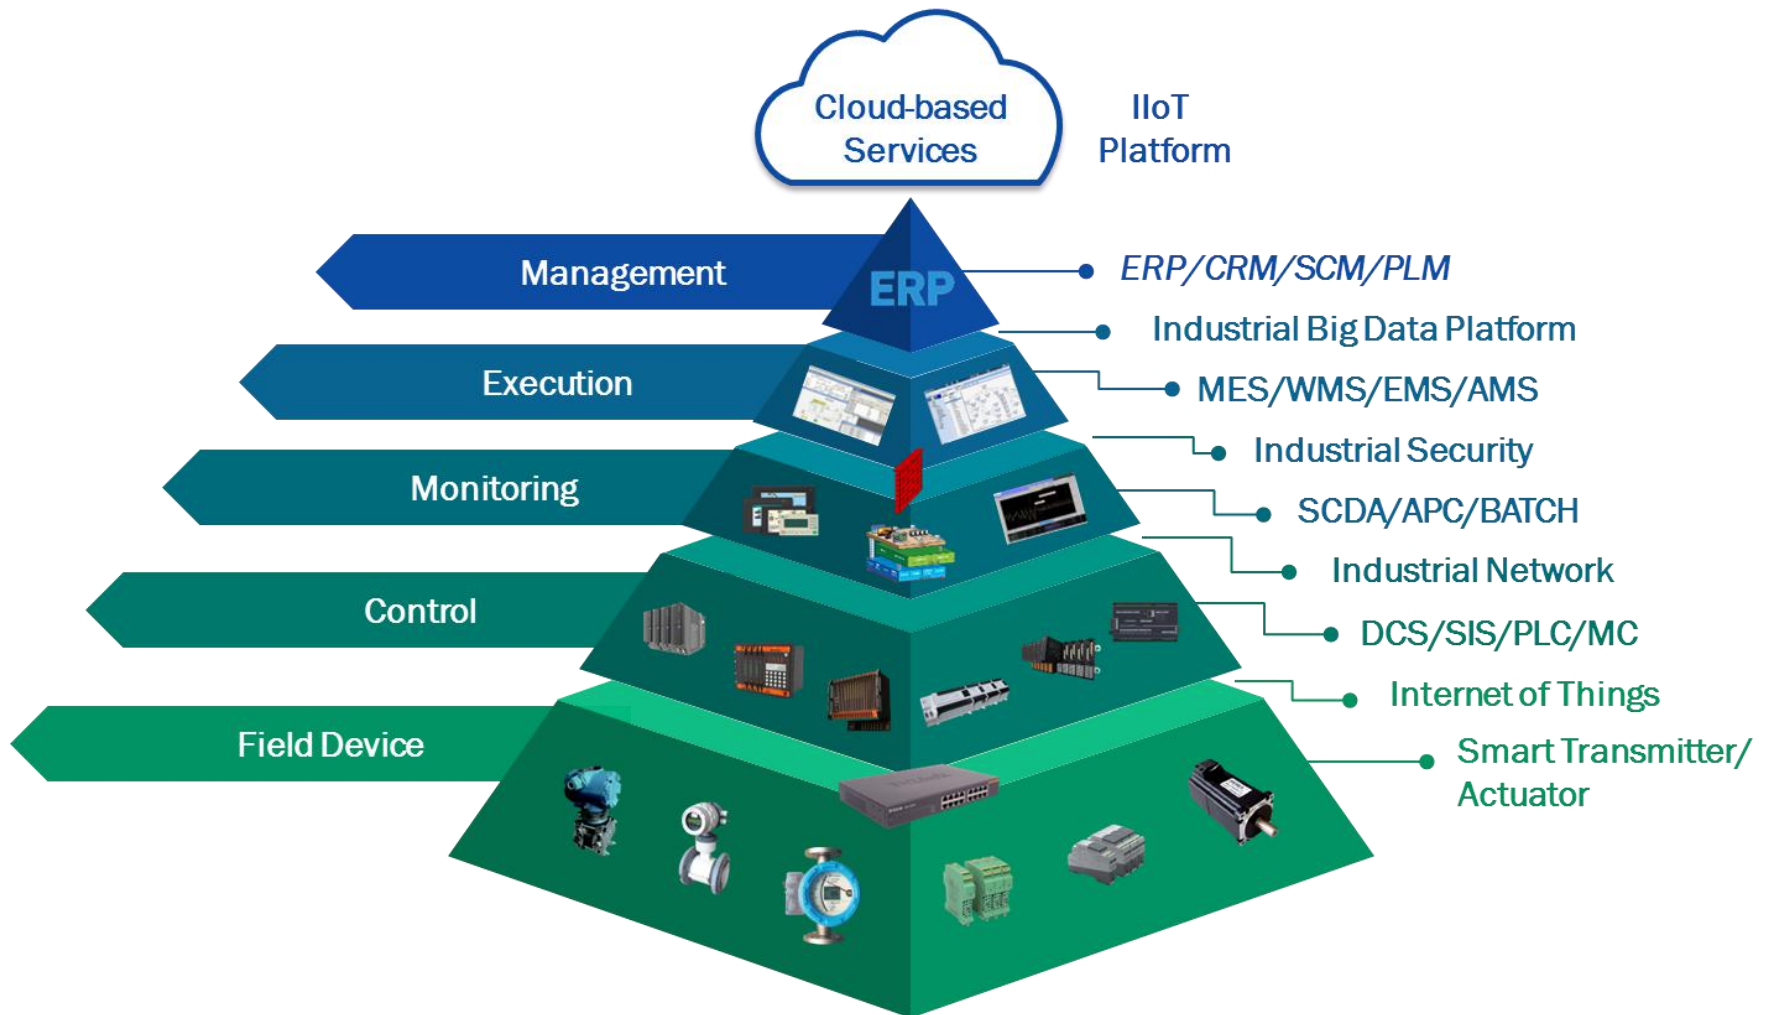 Cloud-based
Services
IIoT
Platform
Management
ERP
ERP/CRM/SCM/PLM
Industrial Big Data Platform
Execution
MES/WMS/EMS/AMS
Industrial Security
Monitoring
SCDA/APC/BATCH
Industrial Network
Control
DCS/SIS/PLC/MC
Internet of Things
Field Device
Smart Transmitter/
Actuator